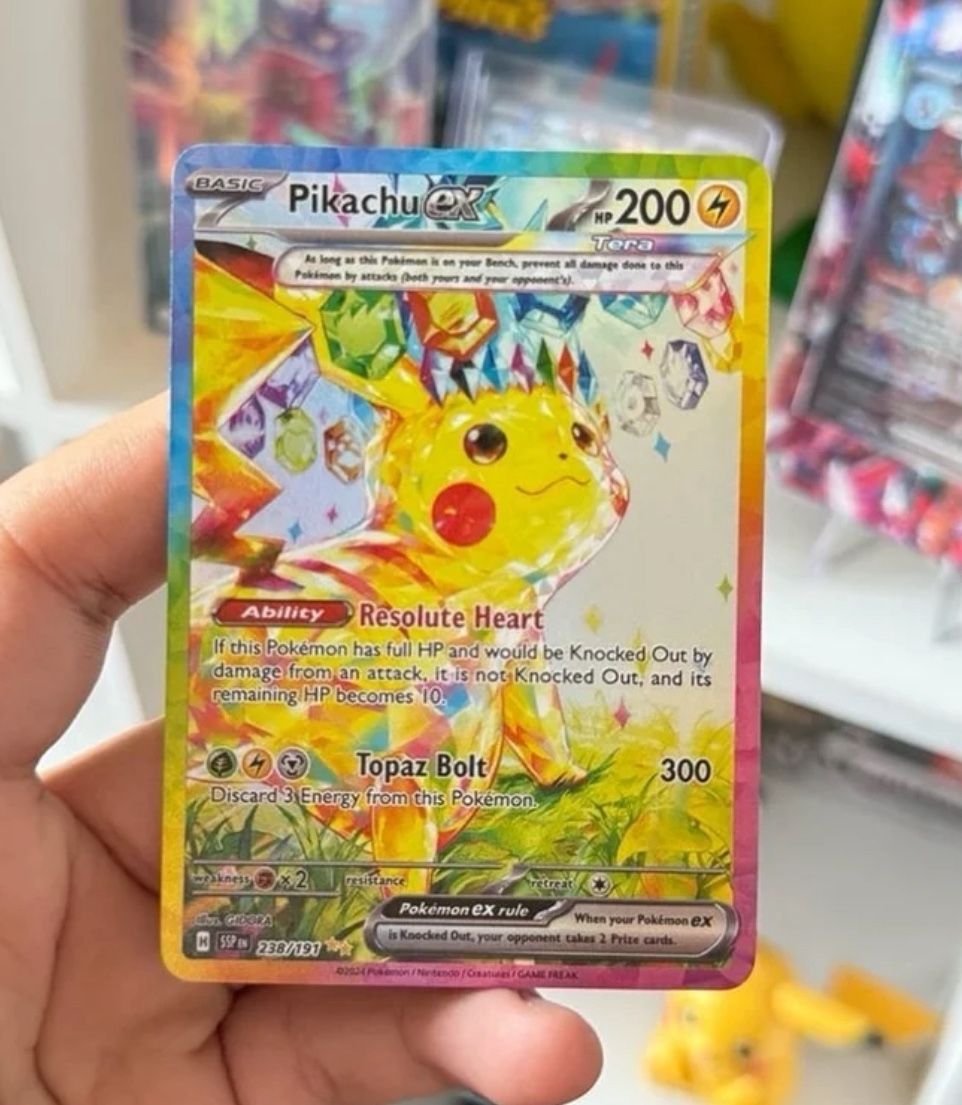 BASIC Pikachu ex HP 200
Tera
As long as this Pokémon is on your Bench, prevent all damage done to this
Pokémon by attacks (both yours and your opponent's).
Ability Resolute Heart
If this Pokémon has full HP and would be Knocked Out by
damage from an attack, it is not Knocked Out, and its
remaining HP becomes 10.
Topaz Bolt 300
Discard 3 Energy from this Pokémon.
weakness ×2 resistance retreat
Illus. GIDORA
Pokémon ex rule When your Pokémon ex
is Knocked Out, your opponent takes 2 Prize cards.
H SSP EN 238/191
©2024 Pokémon / Nintendo / Creatures / GAME FREAK